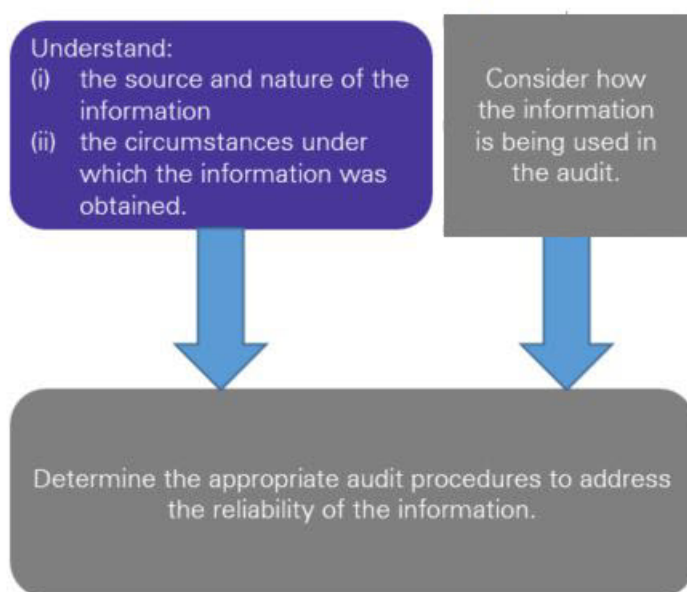 Understand:
(i) the source and nature of the
information
(ii) the circumstances under
which the information was
obtained.
Consider how
the information
is being used in
the audit.
Determine the appropriate audit procedures to address
the reliability of the information.